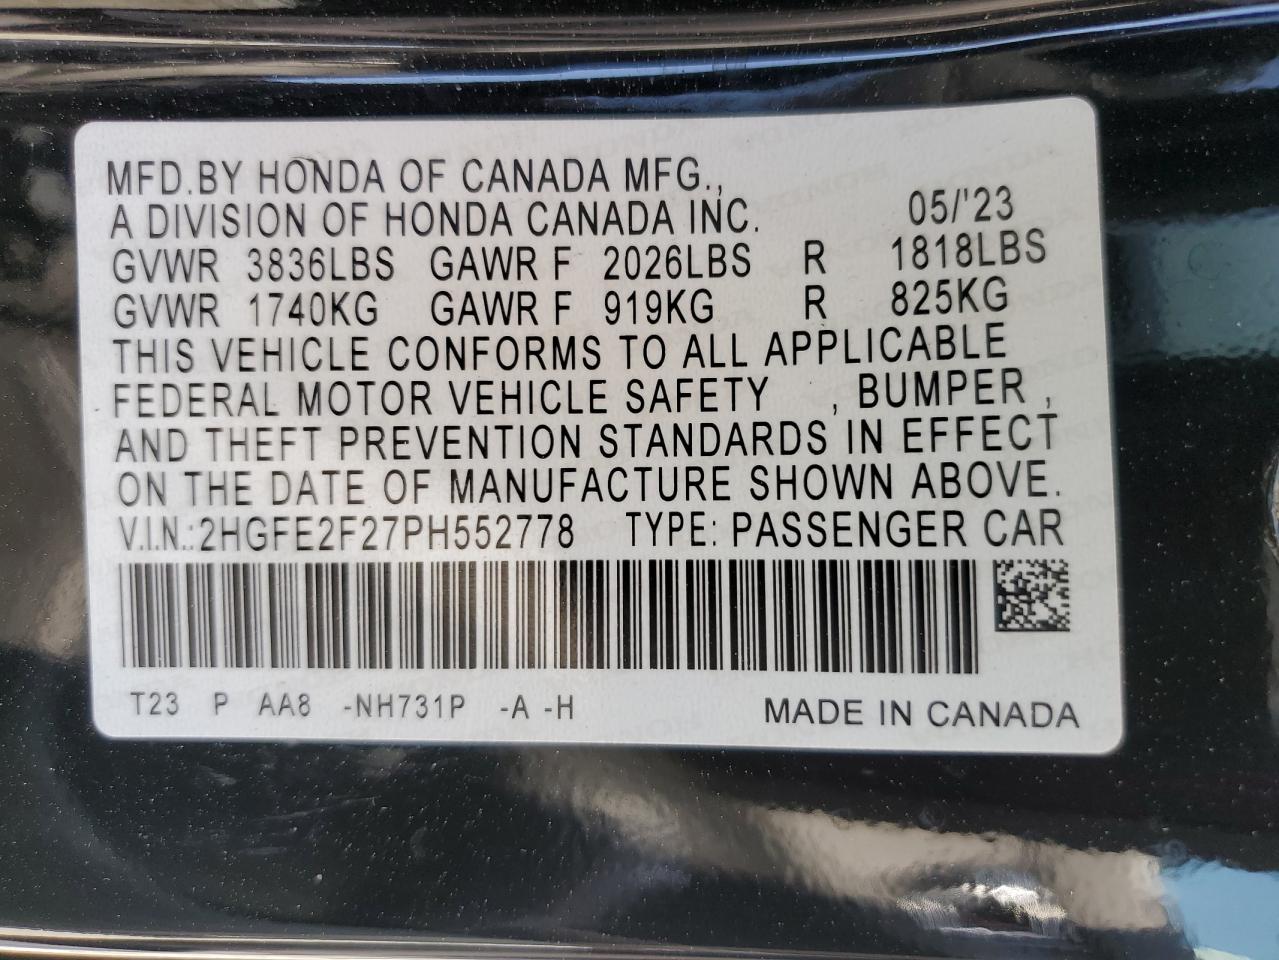 MFD.BY HONDA OF CANADA MFG.,
A DIVISION OF HONDA CANADA INC. 05/'23
GVWR 3836LBS GAWR F 2026LBS R 1818LBS
GVWR 1740KG GAWR F 919KG R 825KG
THIS VEHICLE CONFORMS TO ALL APPLICABLE
FEDERAL MOTOR VEHICLE SAFETY , BUMPER ,
AND THEFT PREVENTION STANDARDS IN EFFECT
ON THE DATE OF MANUFACTURE SHOWN ABOVE.
V.I.N.:2HGFE2F27PH552778 TYPE: PASSENGER CAR
T23 P AA8 -NH731P -A -H MADE IN CANADA